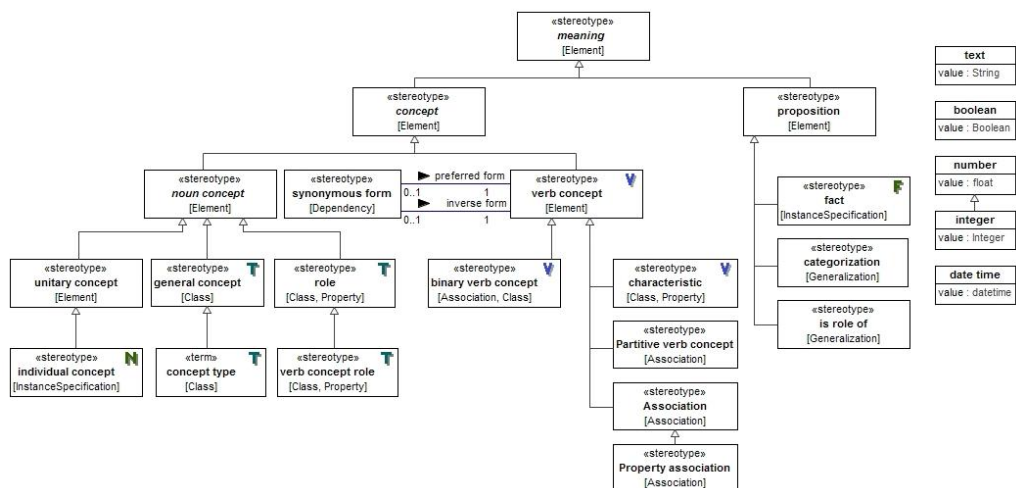 «stereotype»
meaning
[Element]
«stereotype»
concept
[Element]
«stereotype»
proposition
[Element]
«stereotype»
noun concept
[Element]
«stereotype»
synonymous form
[Dependency]
preferred form
0..1 1
inverse form
0..1 1
«stereotype» V
verb concept
[Element]
«stereotype»
unitary concept
[Element]
«stereotype» T
general concept
[Class]
«stereotype» T
role
[Class, Property]
«stereotype» V
binary verb concept
[Association, Class]
«stereotype» V
characteristic
[Class, Property]
«stereotype» N
individual concept
[InstanceSpecification]
«term» T
concept type
[Class]
«stereotype» T
verb concept role
[Class, Property]
«stereotype»
Partitive verb concept
[Association]
«stereotype»
Association
[Association]
«stereotype»
Property association
[Association]
«stereotype» F
fact
[InstanceSpecification]
«stereotype»
categorization
[Generalization]
«stereotype»
is role of
[Generalization]
text
value : String
boolean
value : Boolean
number
value : float
integer
value : Integer
date time
value : datetime